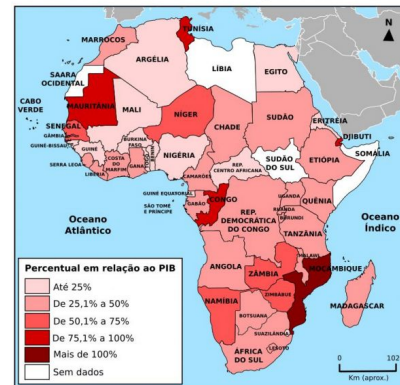 N
TUNÍSIA
MARROCOS
ARGÉLIA
LÍBIA
EGITO
SAARA
OCIDENTAL
CABO
VERDE
MAURITÂNIA
MALI
NÍGER
CHADE
SUDÃO
ERITRÉIA
DJIBUTI
SENEGAL
GÂMBIA
GUINÉ-BISSAU
GUINÉ
BURKINA
FASO
SERRA LEOA
LIBÉRIA
COSTA
DO
MARFIM
GANA
NIGÉRIA
CAMARÕES
REP.
CENTRO AFRICANA
SUDÃO
DO SUL
ETIÓPIA
SOMÁLIA
GUINÉ EQUATORIAL
SÃO TOMÉ
E PRÍNCIPE
GABÃO
CONGO
REP.
DEMOCRÁTICA
DO CONGO
UGANDA
RUANDA
BURUNDI
QUÊNIA
TANZÂNIA
Oceano
Atlântico
Oceano
Índico
ANGOLA
ZÂMBIA
MALAWI
MOÇAMBIQUE
ZIMBÁBUE
MADAGASCAR
NAMÍBIA
BOTSUANA
SUAZILÂNDIA
LESOTO
ÁFRICA
DO SUL
Percentual em relação ao PIB
Até 25%
De 25,1% a 50%
De 50,1% a 75%
De 75,1% a 100%
Mais de 100%
Sem dados
0
102
Km (aprox.)